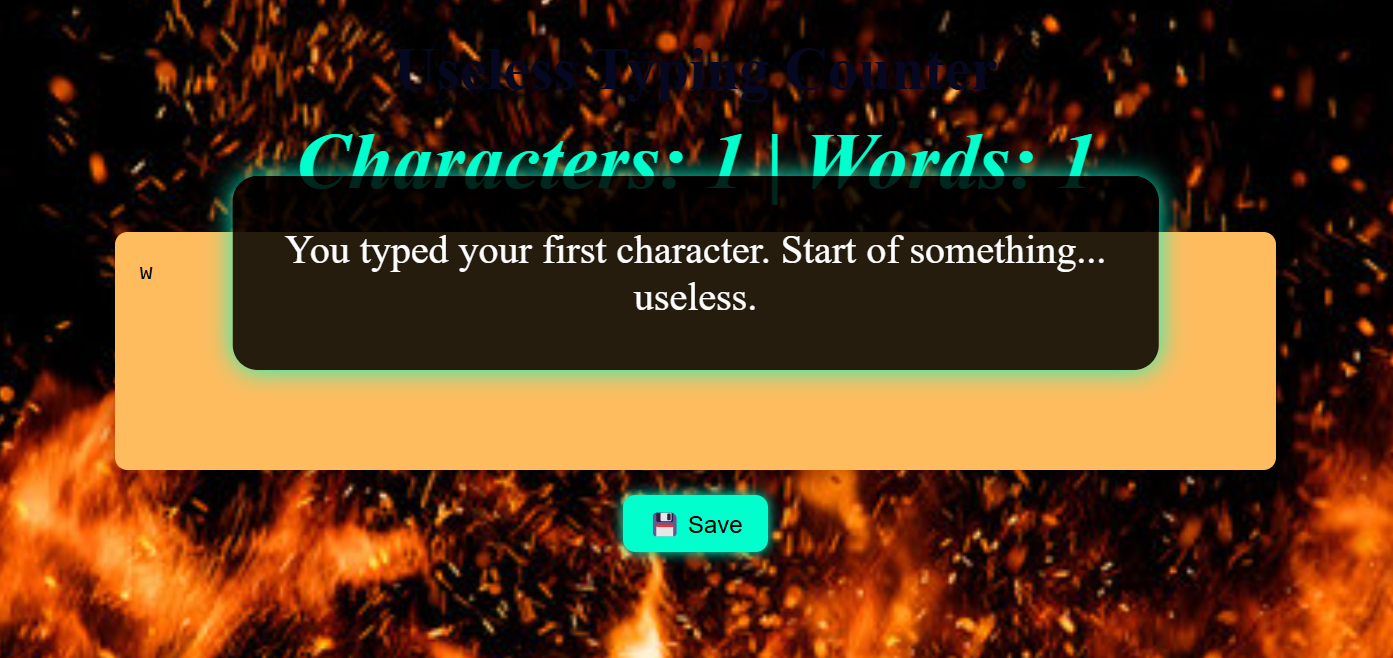 Useless Typing Counter
Characters: 1 | Words: 1
You typed your first character. Start of something...
useless.
w
💾 Save